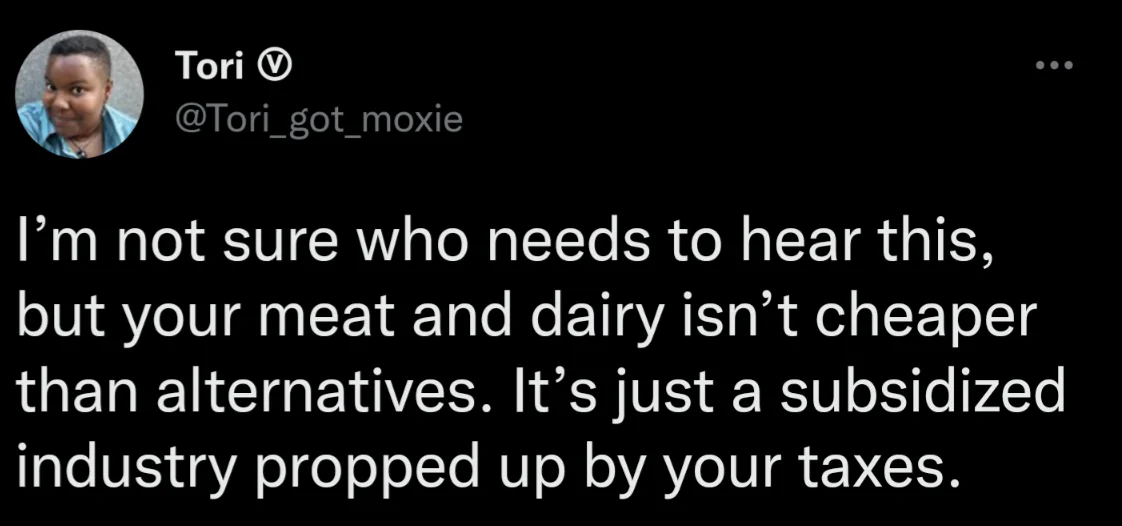 Tori Ⓥ
@Tori_got_moxie
I’m not sure who needs to hear this,
but your meat and dairy isn’t cheaper
than alternatives. It’s just a subsidized
industry propped up by your taxes.